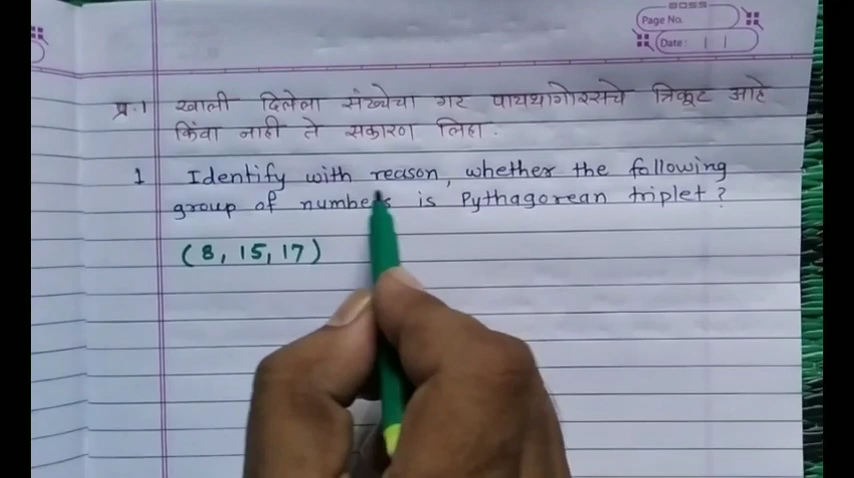 BOSS
Page No.
Date:
प्र.1 खाली दिलेला संख्येचा गट पायथागोरसचे त्रिकूट आहे
किंवा नाही ते सकारण लिहा.
1 Identify with reason, whether the following
group of numbers is Pythagorean triplet?
(8, 15, 17)